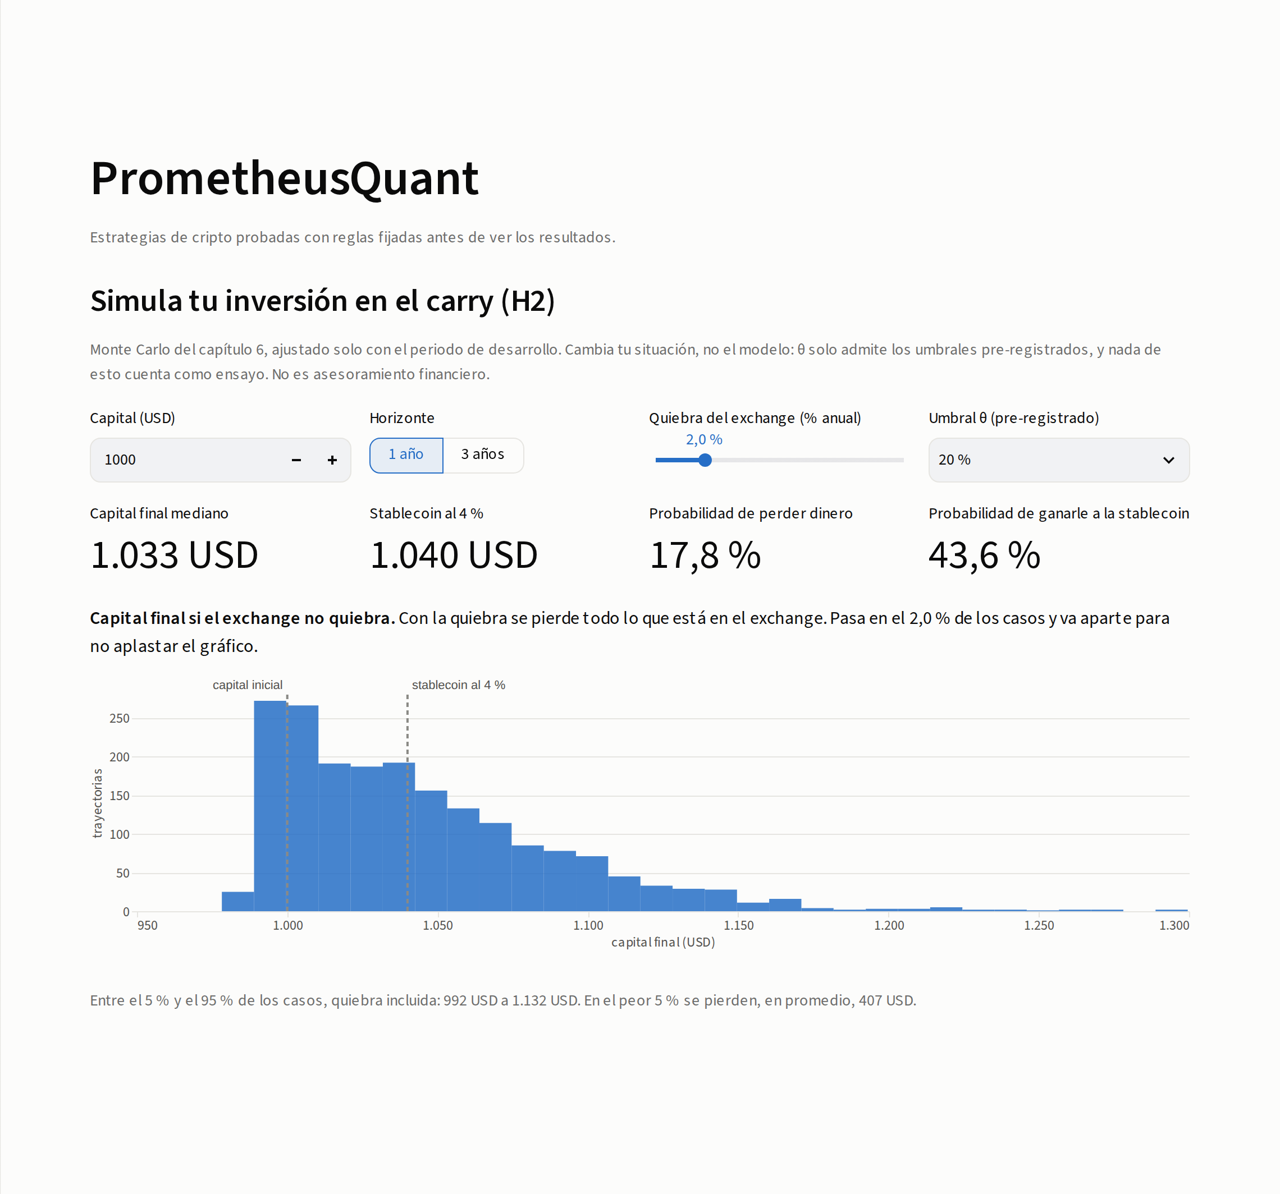 PrometheusQuant
Estrategias de cripto probadas con reglas fijadas antes de ver los resultados.
Simula tu inversión en el carry (H2)
Monte Carlo del capítulo 6, ajustado solo con el periodo de desarrollo. Cambia tu situación, no el modelo: θ solo admite los umbrales pre-registrados, y nada de
esto cuenta como ensayo. No es asesoramiento financiero.
Capital (USD)
Horizonte
Quiebra del exchange (% anual)
Umbral θ (pre-registrado)
1000
1 año
3 años
2,0 %
20 %
Capital final mediano
Stablecoin al 4 %
Probabilidad de perder dinero
Probabilidad de ganarle a la stablecoin
1.033 USD
1.040 USD
17,8 %
43,6 %
Capital final si el exchange no quiebra. Con la quiebra se pierde todo lo que está en el exchange. Pasa en el 2,0 % de los casos y va aparte para
no aplastar el gráfico.
capital inicial
stablecoin al 4 %
250
200
150
100
50
0
trayectorias
950
1.000
1.050
1.100
1.150
1.200
1.250
1.300
capital final (USD)
Entre el 5 % y el 95 % de los casos, quiebra incluida: 992 USD a 1.132 USD. En el peor 5 % se pierden, en promedio, 407 USD.